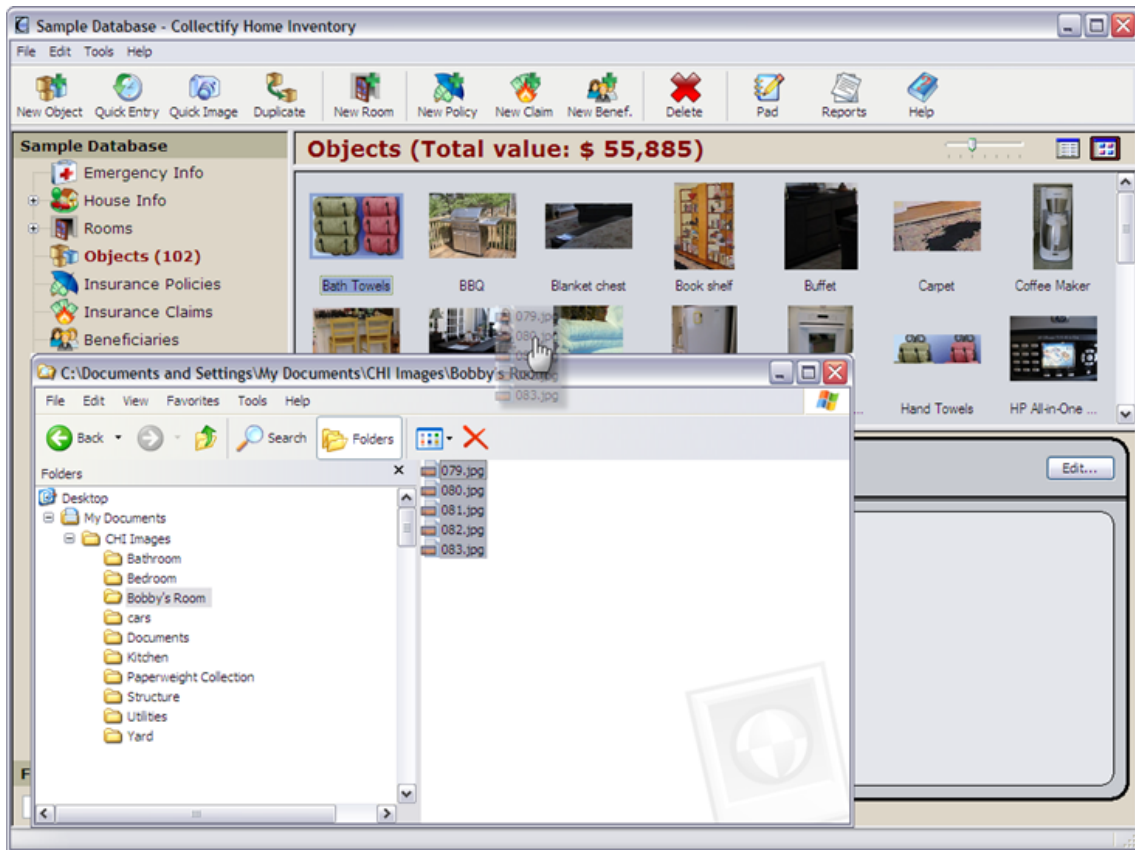 Sample Database - Collectify Home Inventory
File Edit Tools Help
New Object Quick Entry Quick Image Duplicate New Room New Policy New Claim New Benef. Delete Pad Reports Help
Sample Database
Objects (Total value: $ 55,885)
Emergency Info
House Info
Rooms
Objects (102)
Insurance Policies
Insurance Claims
Beneficiaries
Bath Towels BBQ Blanket chest Book shelf Buffet Carpet Coffee Maker
079.jpg
080.jpg
083.jpg
Hand Towels HP All-in-One ...
Edit...
C:\Documents and Settings\My Documents\CHI Images\Bobby's Room
File Edit View Favorites Tools Help
Back Search Folders
Folders
Desktop
My Documents
CHI Images
Bathroom
Bedroom
Bobby's Room
cars
Documents
Kitchen
Paperweight Collection
Structure
Utilities
Yard
079.jpg
080.jpg
081.jpg
082.jpg
083.jpg